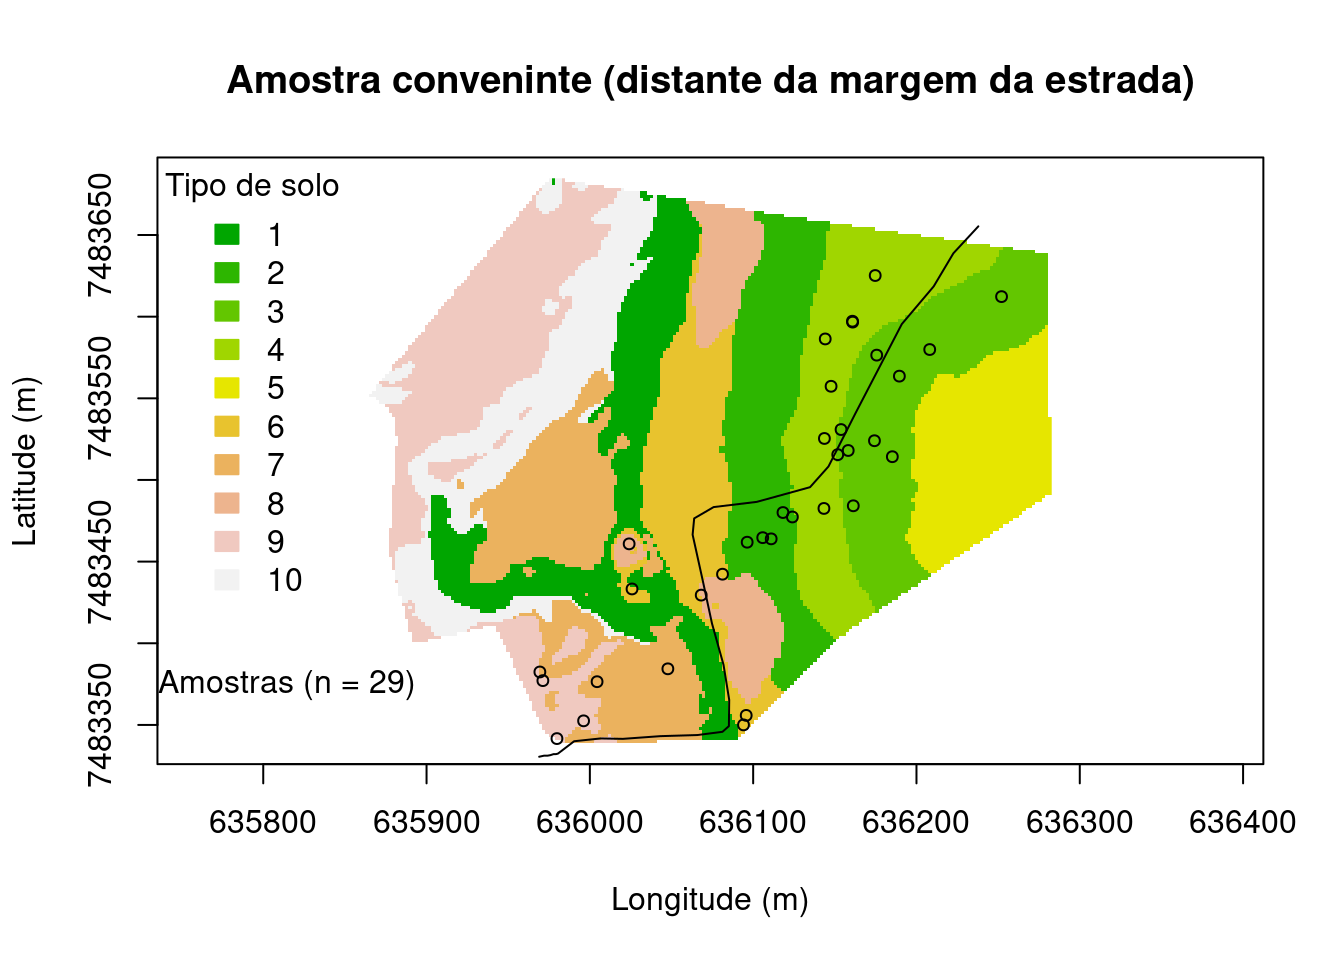 Amostra conveninte (distante da margem da estrada)
Tipo de solo
1
2
3
4
5
6
7
8
9
10
Amostras (n = 29)
Latitude (m)
7483650
7483550
7483450
7483350
635800 635900 636000 636100 636200 636300 636400
Longitude (m)